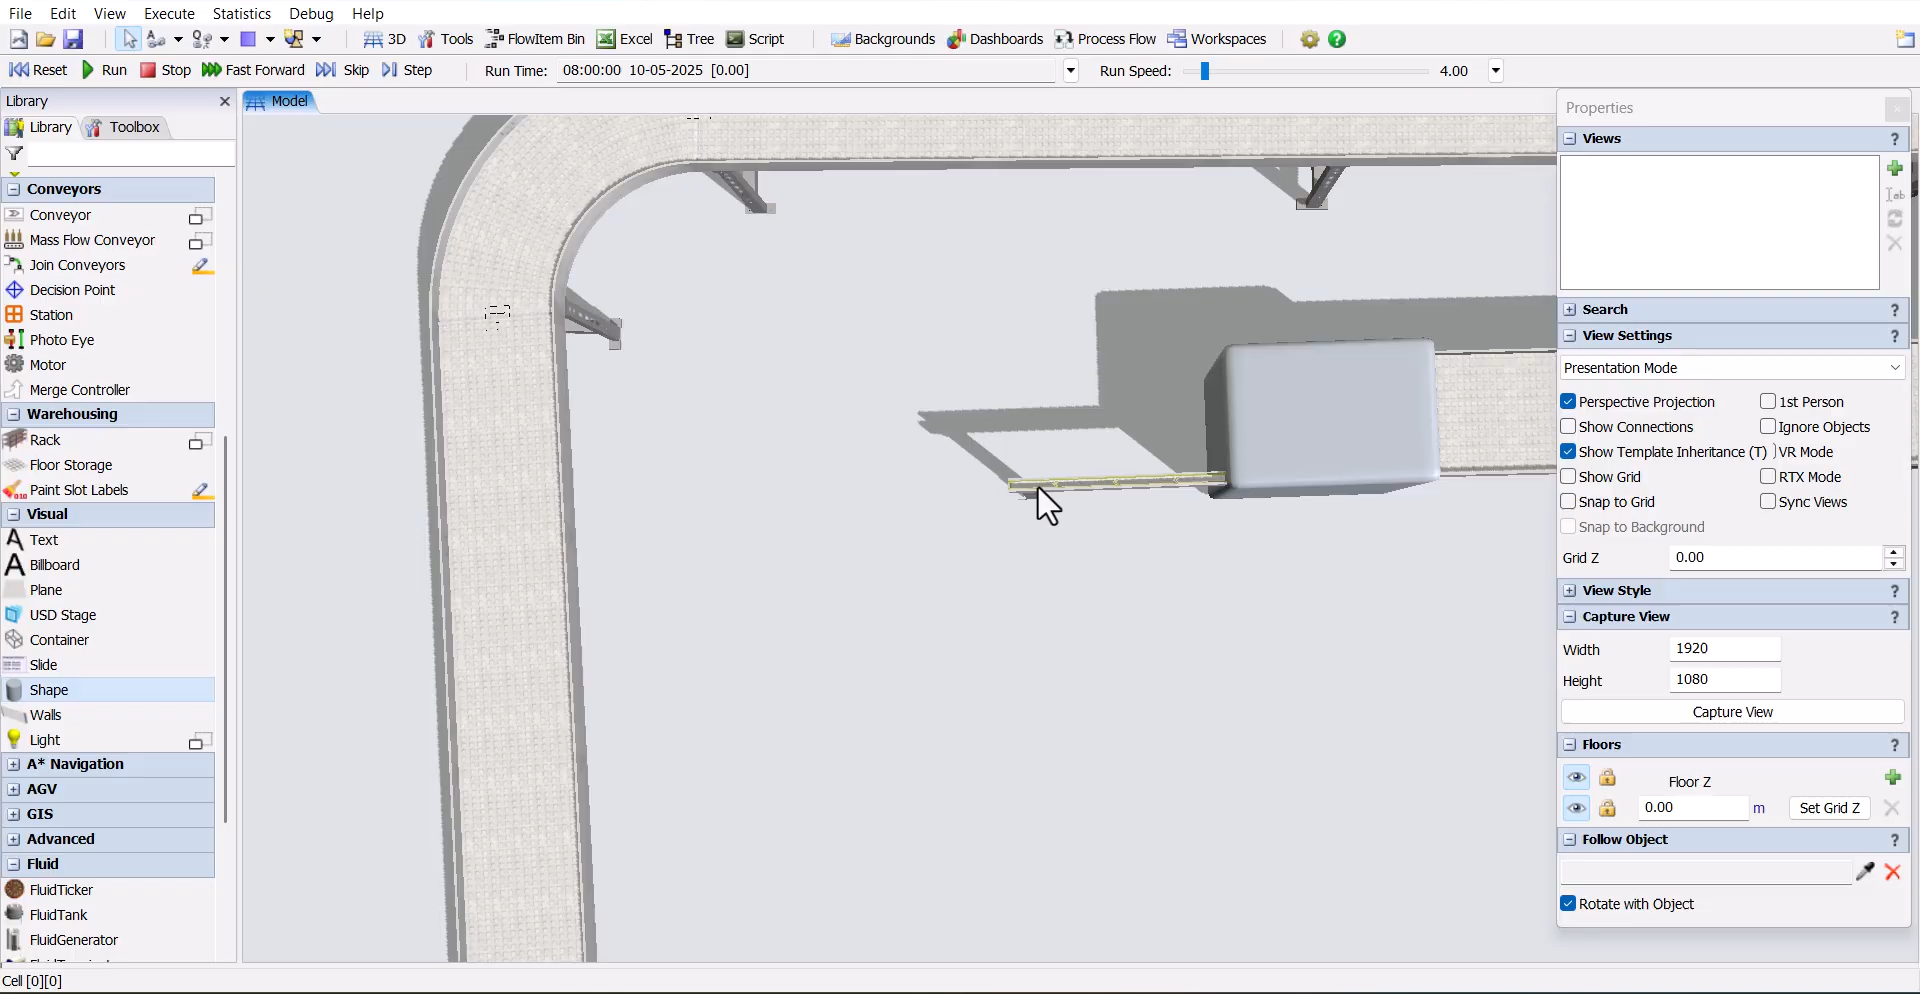 File Edit View Execute Statistics Debug Help
3D Tools FlowItem Bin Excel Tree Script Backgrounds Dashboards Process Flow Workspaces
Reset Run Stop Fast Forward Skip Step Run Time: 08:00:00 10-05-2025 [0.00] Run Speed: 4.00
Library
Model
Library Toolbox
Conveyors
Conveyor
Mass Flow Conveyor
Join Conveyors
Decision Point
Station
Photo Eye
Motor
Merge Controller
Warehousing
Rack
Floor Storage
Paint Slot Labels
Visual
Text
Billboard
Plane
USD Stage
Container
Slide
Shape
Walls
Light
A* Navigation
AGV
GIS
Advanced
Fluid
FluidTicker
FluidTank
FluidGenerator
Properties
Views
Search
View Settings
Presentation Mode
Perspective Projection 1st Person
Show Connections Ignore Objects
Show Template Inheritance (T) VR Mode
Show Grid RTX Mode
Snap to Grid Sync Views
Snap to Background
Grid Z 0.00
View Style
Capture View
Width 1920
Height 1080
Capture View
Floors
Floor Z
0.00 m Set Grid Z
Follow Object
Rotate with Object
Cell [0][0]